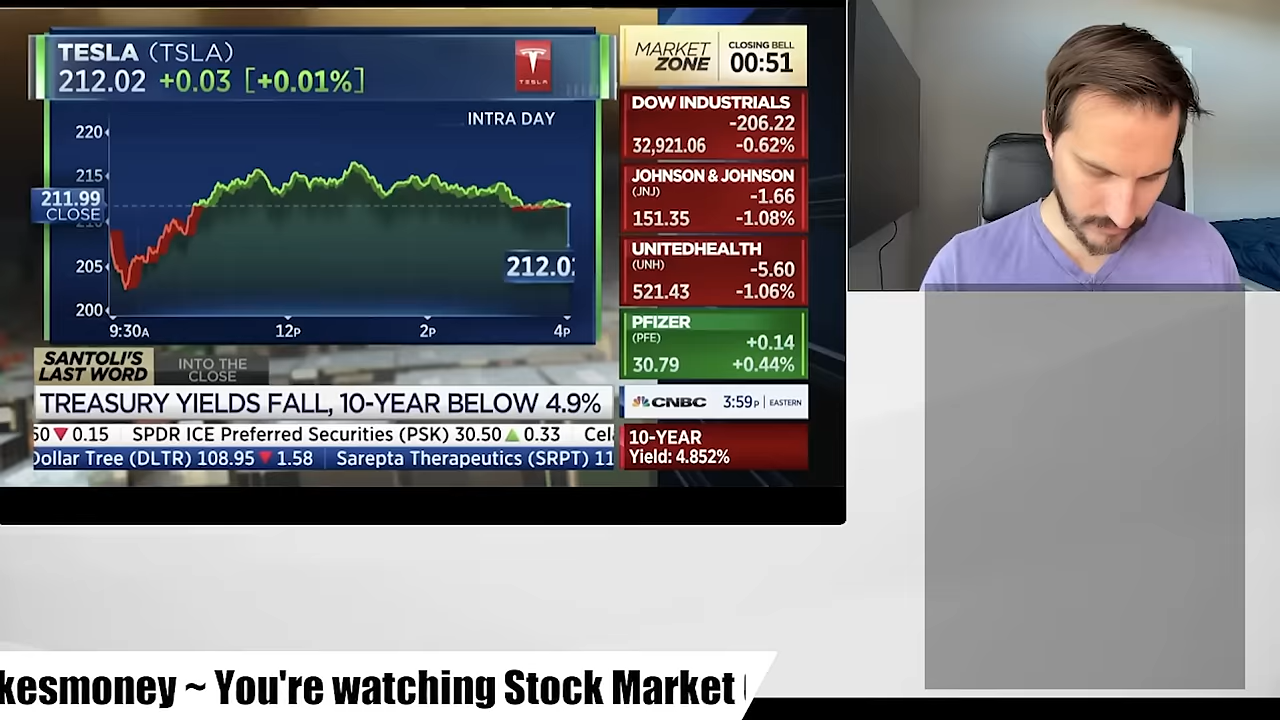 TESLA (TSLA)
212.02 +0.03 [+0.01%]
TESLA
INTRA DAY
220
215
211.99
CLOSE
210
205
200
212.0
9:30A 12P 2P 4P
MARKET
ZONE
CLOSING BELL
00:51
DOW INDUSTRIALS
-206.22
32,921.06 -0.62%
JOHNSON & JOHNSON
(JNJ) -1.66
151.35 -1.08%
UNITEDHEALTH
(UNH) -5.60
521.43 -1.06%
PFIZER
(PFE) +0.14
30.79 +0.44%
CNBC 3:59P | EASTERN
10-YEAR
Yield: 4.852%
SANTOLI'S
LAST WORD
INTO THE
CLOSE
TREASURY YIELDS FALL, 10-YEAR BELOW 4.9%
50 ▼ 0.15 SPDR ICE Preferred Securities (PSK) 30.50 ▲ 0.33 Cel
Dollar Tree (DLTR) 108.95 ▼ 1.58 | Sarepta Therapeutics (SRPT) 11
kesmoney ~ You're watching Stock Market